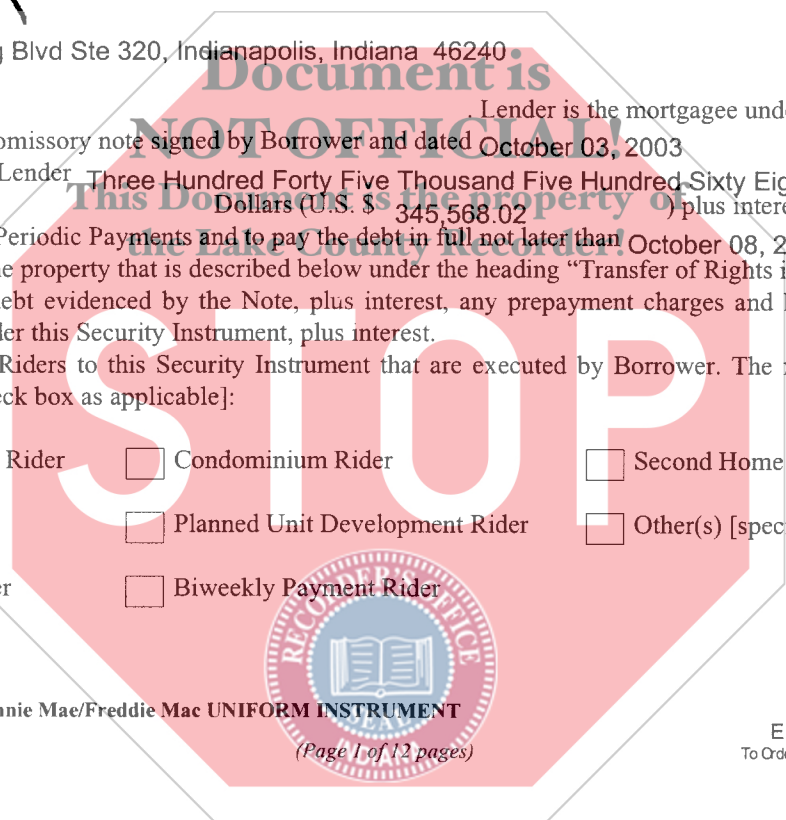 Blvd Ste 320, Indianapolis, Indiana 46240
Document is
. Lender is the mortgagee und
NOT OFFICIAL!
omissory note signed by Borrower and dated October 03, 2003
Lender Three Hundred Forty Five Thousand Five Hundred Sixty Eig
This Document is the property of
Dollars (U.S. $ 345,568.02 ) plus intere
the Lake County Recorder!
Periodic Payments and to pay the debt in full not later than October 08, 2
e property that is described below under the heading “Transfer of Rights i
ebt evidenced by the Note, plus interest, any prepayment charges and
er this Security Instrument, plus interest.
Riders to this Security Instrument that are executed by Borrower. The
ck box as applicable]:
STOP
Rider Condominium Rider Second Home
Planned Unit Development Rider Other(s) [spec
er Biweekly Payment Rider
RECORDER'S OFFICE
SEAL
INDIANA
nnie Mae/Freddie Mac UNIFORM INSTRUMENT
(Page 1 of 12 pages)
E
To Orde